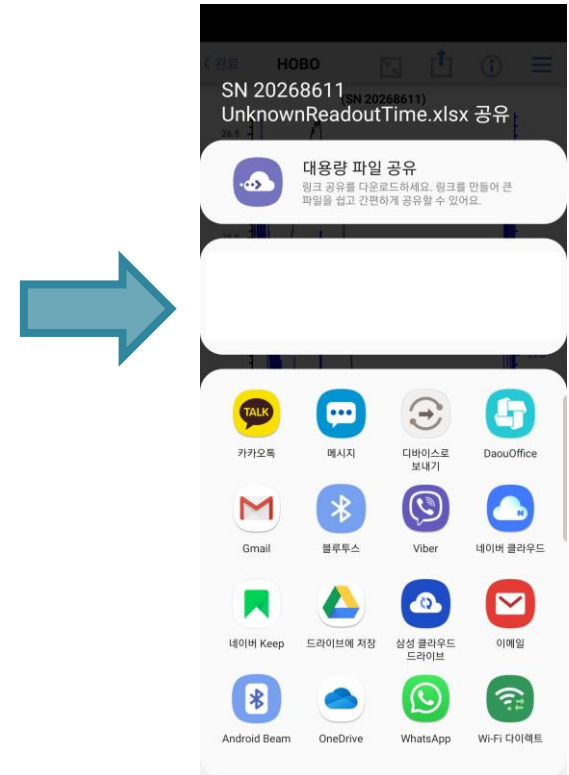 < 완료
HOBO
SN 20268611
(SN 20268611)
UnknownReadoutTime.xlsx 공유
26.5
대용량 파일 공유
링크 공유를 다운로드하세요. 링크를 만들어 큰
파일을 쉽고 간편하게 공유할 수 있어요.
TALK
카카오톡
메시지
디바이스로
보내기
DaouOffice
Gmail
블루투스
Viber
N
네이버 클라우드
네이버 Keep
드라이브에 저장
삼성 클라우드
드라이브
이메일
Android Beam
OneDrive
WhatsApp
Wi-Fi 다이렉트